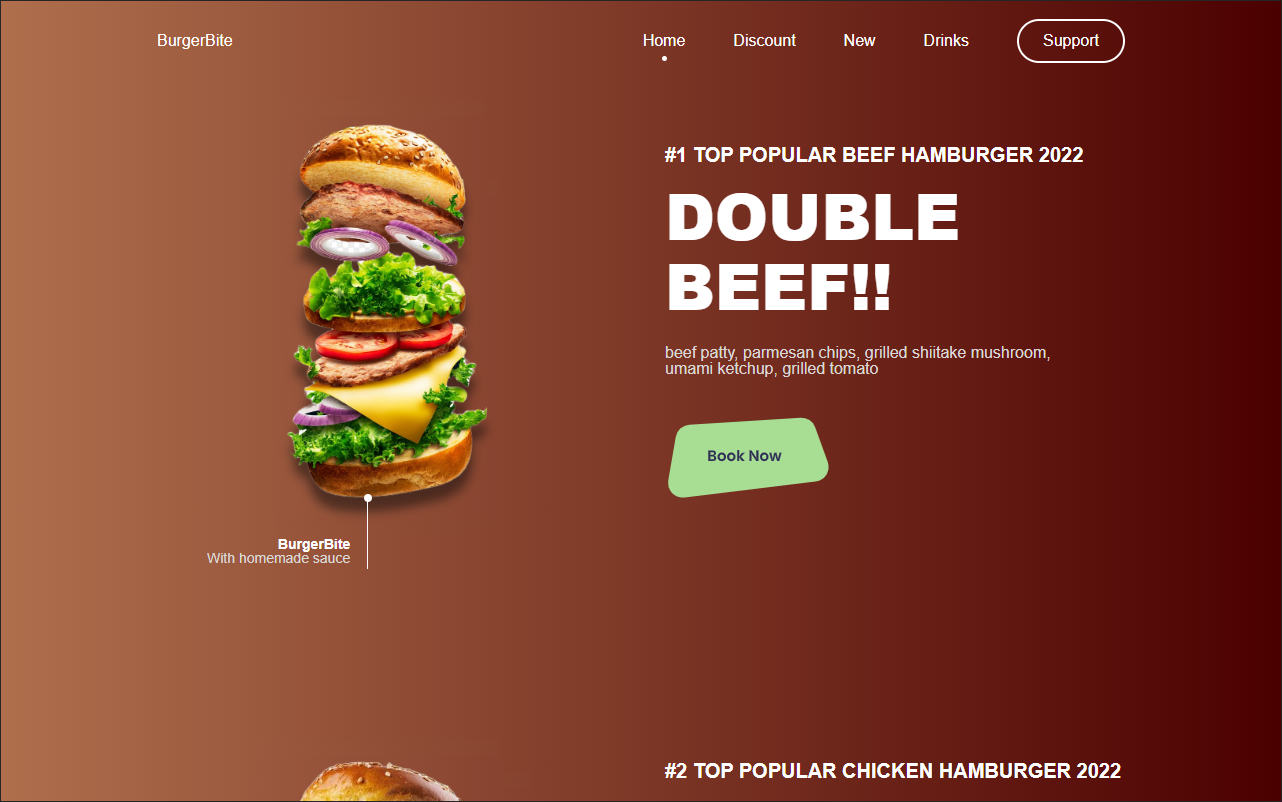 BurgerBite
Home
Discount
New
Drinks
Support
#1 TOP POPULAR BEEF HAMBURGER 2022
DOUBLE
BEEF!!
beef patty, parmesan chips, grilled shiitake mushroom,
umami ketchup, grilled tomato
Book Now
BurgerBite
With homemade sauce
#2 TOP POPULAR CHICKEN HAMBURGER 2022